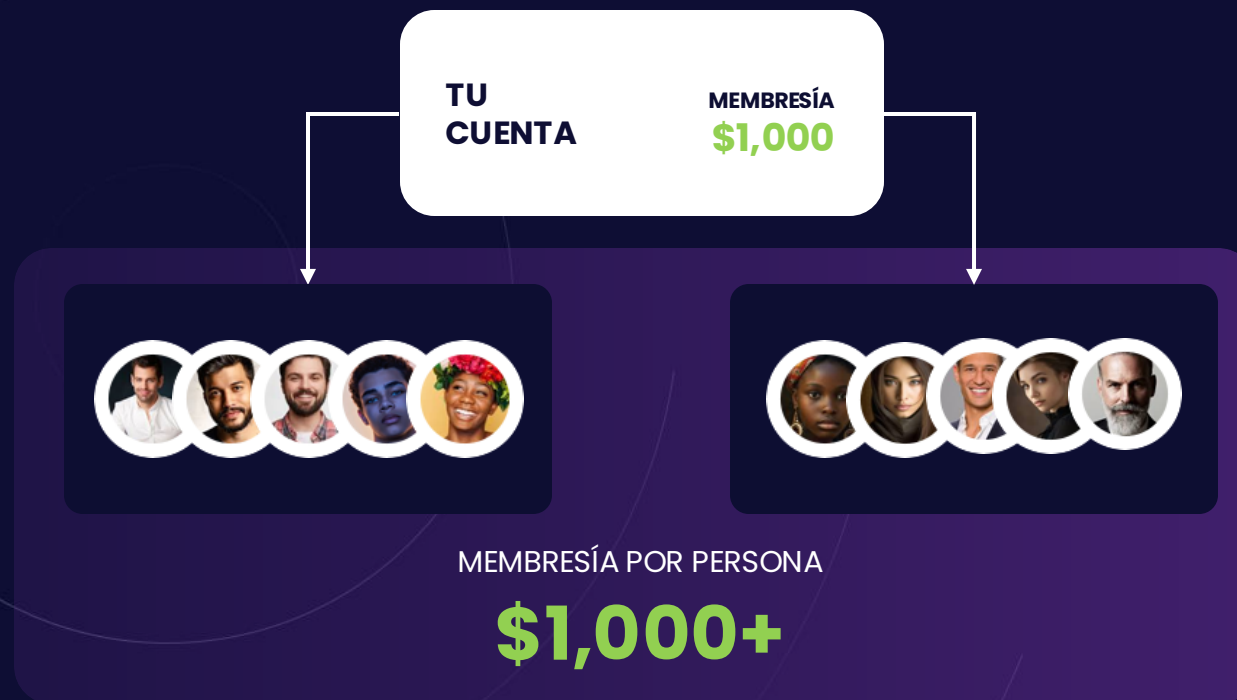 TU
CUENTA
MEMBRESÍA
$1,000
MEMBRESÍA POR PERSONA
$1,000+